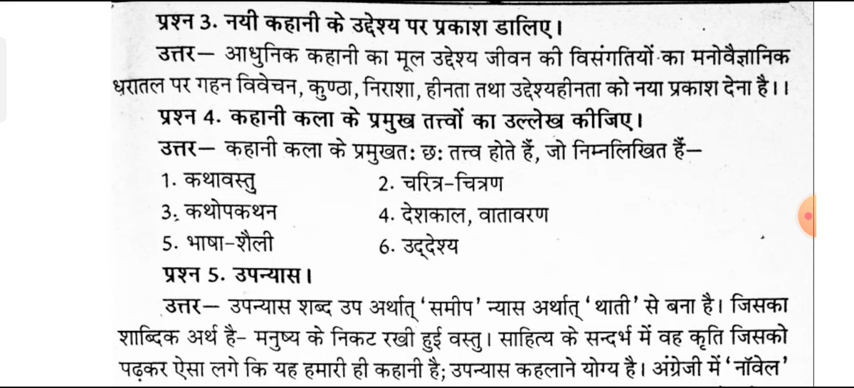 प्रश्न 3. नयी कहानी के उद्देश्य पर प्रकाश डालिए।
उत्तर— आधुनिक कहानी का मूल उद्देश्य जीवन की विसंगतियों का मनोवैज्ञानिक
धरातल पर गहन विवेचन, कुण्ठा, निराशा, हीनता तथा उद्देश्यहीनता को नया प्रकाश देना है।।
प्रश्न 4. कहानी कला के प्रमुख तत्त्वों का उल्लेख कीजिए।
उत्तर— कहानी कला के प्रमुखत: छ: तत्त्व होते हैं, जो निम्नलिखित हैं—
1. कथावस्तु 2. चरित्र-चित्रण
3. कथोपकथन 4. देशकाल, वातावरण
5. भाषा-शैली 6. उद्‌देश्य
प्रश्न 5. उपन्यास।
उत्तर— उपन्यास शब्द उप अर्थात् 'समीप' न्यास अर्थात् 'थाती' से बना है। जिसका
शाब्दिक अर्थ है- मनुष्य के निकट रखी हुई वस्तु। साहित्य के सन्दर्भ में वह कृति जिसको
पढ़कर ऐसा लगे कि यह हमारी ही कहानी है; उपन्यास कहलाने योग्य है। अंग्रेजी में 'नॉवेल'